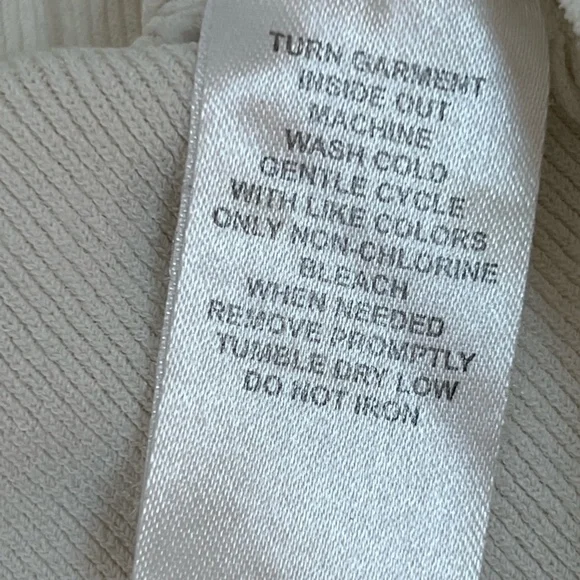 TURN GARMENT
INSIDE OUT
MACHINE
WASH COLD
GENTLE CYCLE
WITH LIKE COLORS
ONLY NON-CHLORINE
BLEACH
WHEN NEEDED
REMOVE PROMPTLY
TUMBLE DRY LOW
DO NOT IRON